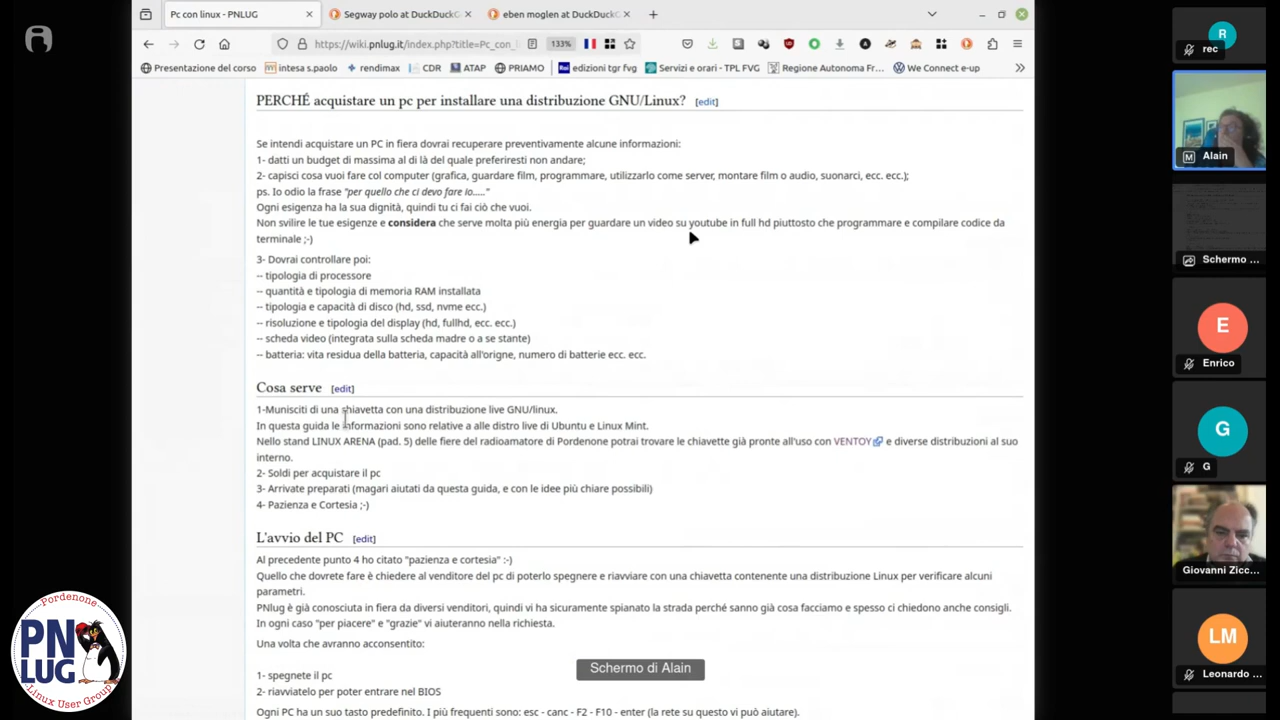 Pc con linux - PNLUG
Segway polo at DuckDuckG
eben moglen at DuckDuckG
https://wiki.pnlug.it/index.php?title=Pc_con_l
133%
Presentazione del corso
intesa s.paolo
rendimax
CDR
ATAP
PRIAMO
edizioni tgr fvg
Servizi e orari - TPL FVG
Regione Autonoma Fr…
We Connect e-up
PERCHÉ acquistare un pc per installare una distribuzione GNU/Linux? [edit]
Se intendi acquistare un PC in fiera dovrai recuperare preventivamente alcune informazioni:
1- datti un budget di massima al di là del quale preferiresti non andare;
2- capisci cosa vuoi fare col computer (grafica, guardare film, programmare, utilizzarlo come server, montare film o audio, suonarci, ecc. ecc.);
ps. Io odio la frase "per quello che ci devo fare io....."
Ogni esigenza ha la sua dignità, quindi tu ci fai ciò che vuoi.
Non svilire le tue esigenze e considera che serve molta più energia per guardare un video su youtube in full hd piuttosto che programmare e compilare codice da
terminale ;-)
3- Dovrai controllare poi:
-- tipologia di processore
-- quantità e tipologia di memoria RAM installata
-- tipologia e capacità di disco (hd, ssd, nvme ecc.)
-- risoluzione e tipologia del display (hd, fullhd, ecc. ecc.)
-- scheda video (integrata sulla scheda madre o a se stante)
-- batteria: vita residua della batteria, capacità all'origine, numero di batterie ecc. ecc.
Cosa serve [edit]
1-Munisciti di una chiavetta con una distribuzione live GNU/linux.
In questa guida le informazioni sono relative a alle distro live di Ubuntu e Linux Mint.
Nello stand LINUX ARENA (pad. 5) delle fiere del radioamatore di Pordenone potrai trovare le chiavette già pronte all'uso con VENTOY e diverse distribuzioni al suo
interno.
2- Soldi per acquistare il pc
3- Arrivate preparati (magari aiutati da questa guida, e con le idee più chiare possibili)
4- Pazienza e Cortesia ;-)
L'avvio del PC [edit]
Al precedente punto 4 ho citato "pazienza e cortesia" :-)
Quello che dovrete fare è chiedere al venditore del pc di poterlo spegnere e riavviare con una chiavetta contenente una distribuzione Linux per verificare alcuni
parametri.
PNlug è già conosciuta in fiera da diversi venditori, quindi vi ha sicuramente spianato la strada perché sanno già cosa facciamo e spesso ci chiedono anche consigli.
In ogni caso "per piacere" e "grazie" vi aiuteranno nella richiesta.
Una volta che avranno acconsentito:
1- spegnete il pc
2- riavviatelo per poter entrare nel BIOS
Ogni PC ha un suo tasto predefinito. I più frequenti sono: esc - canc - F2 - F10 - enter (la rete su questo vi può aiutare).
Schermo di Alain
R
rec
Alain
Schermo ...
E
Enrico
G
G
Giovanni Zicc...
LM
Leonardo ...
Pordenone
PN
LUG
Linux User Group